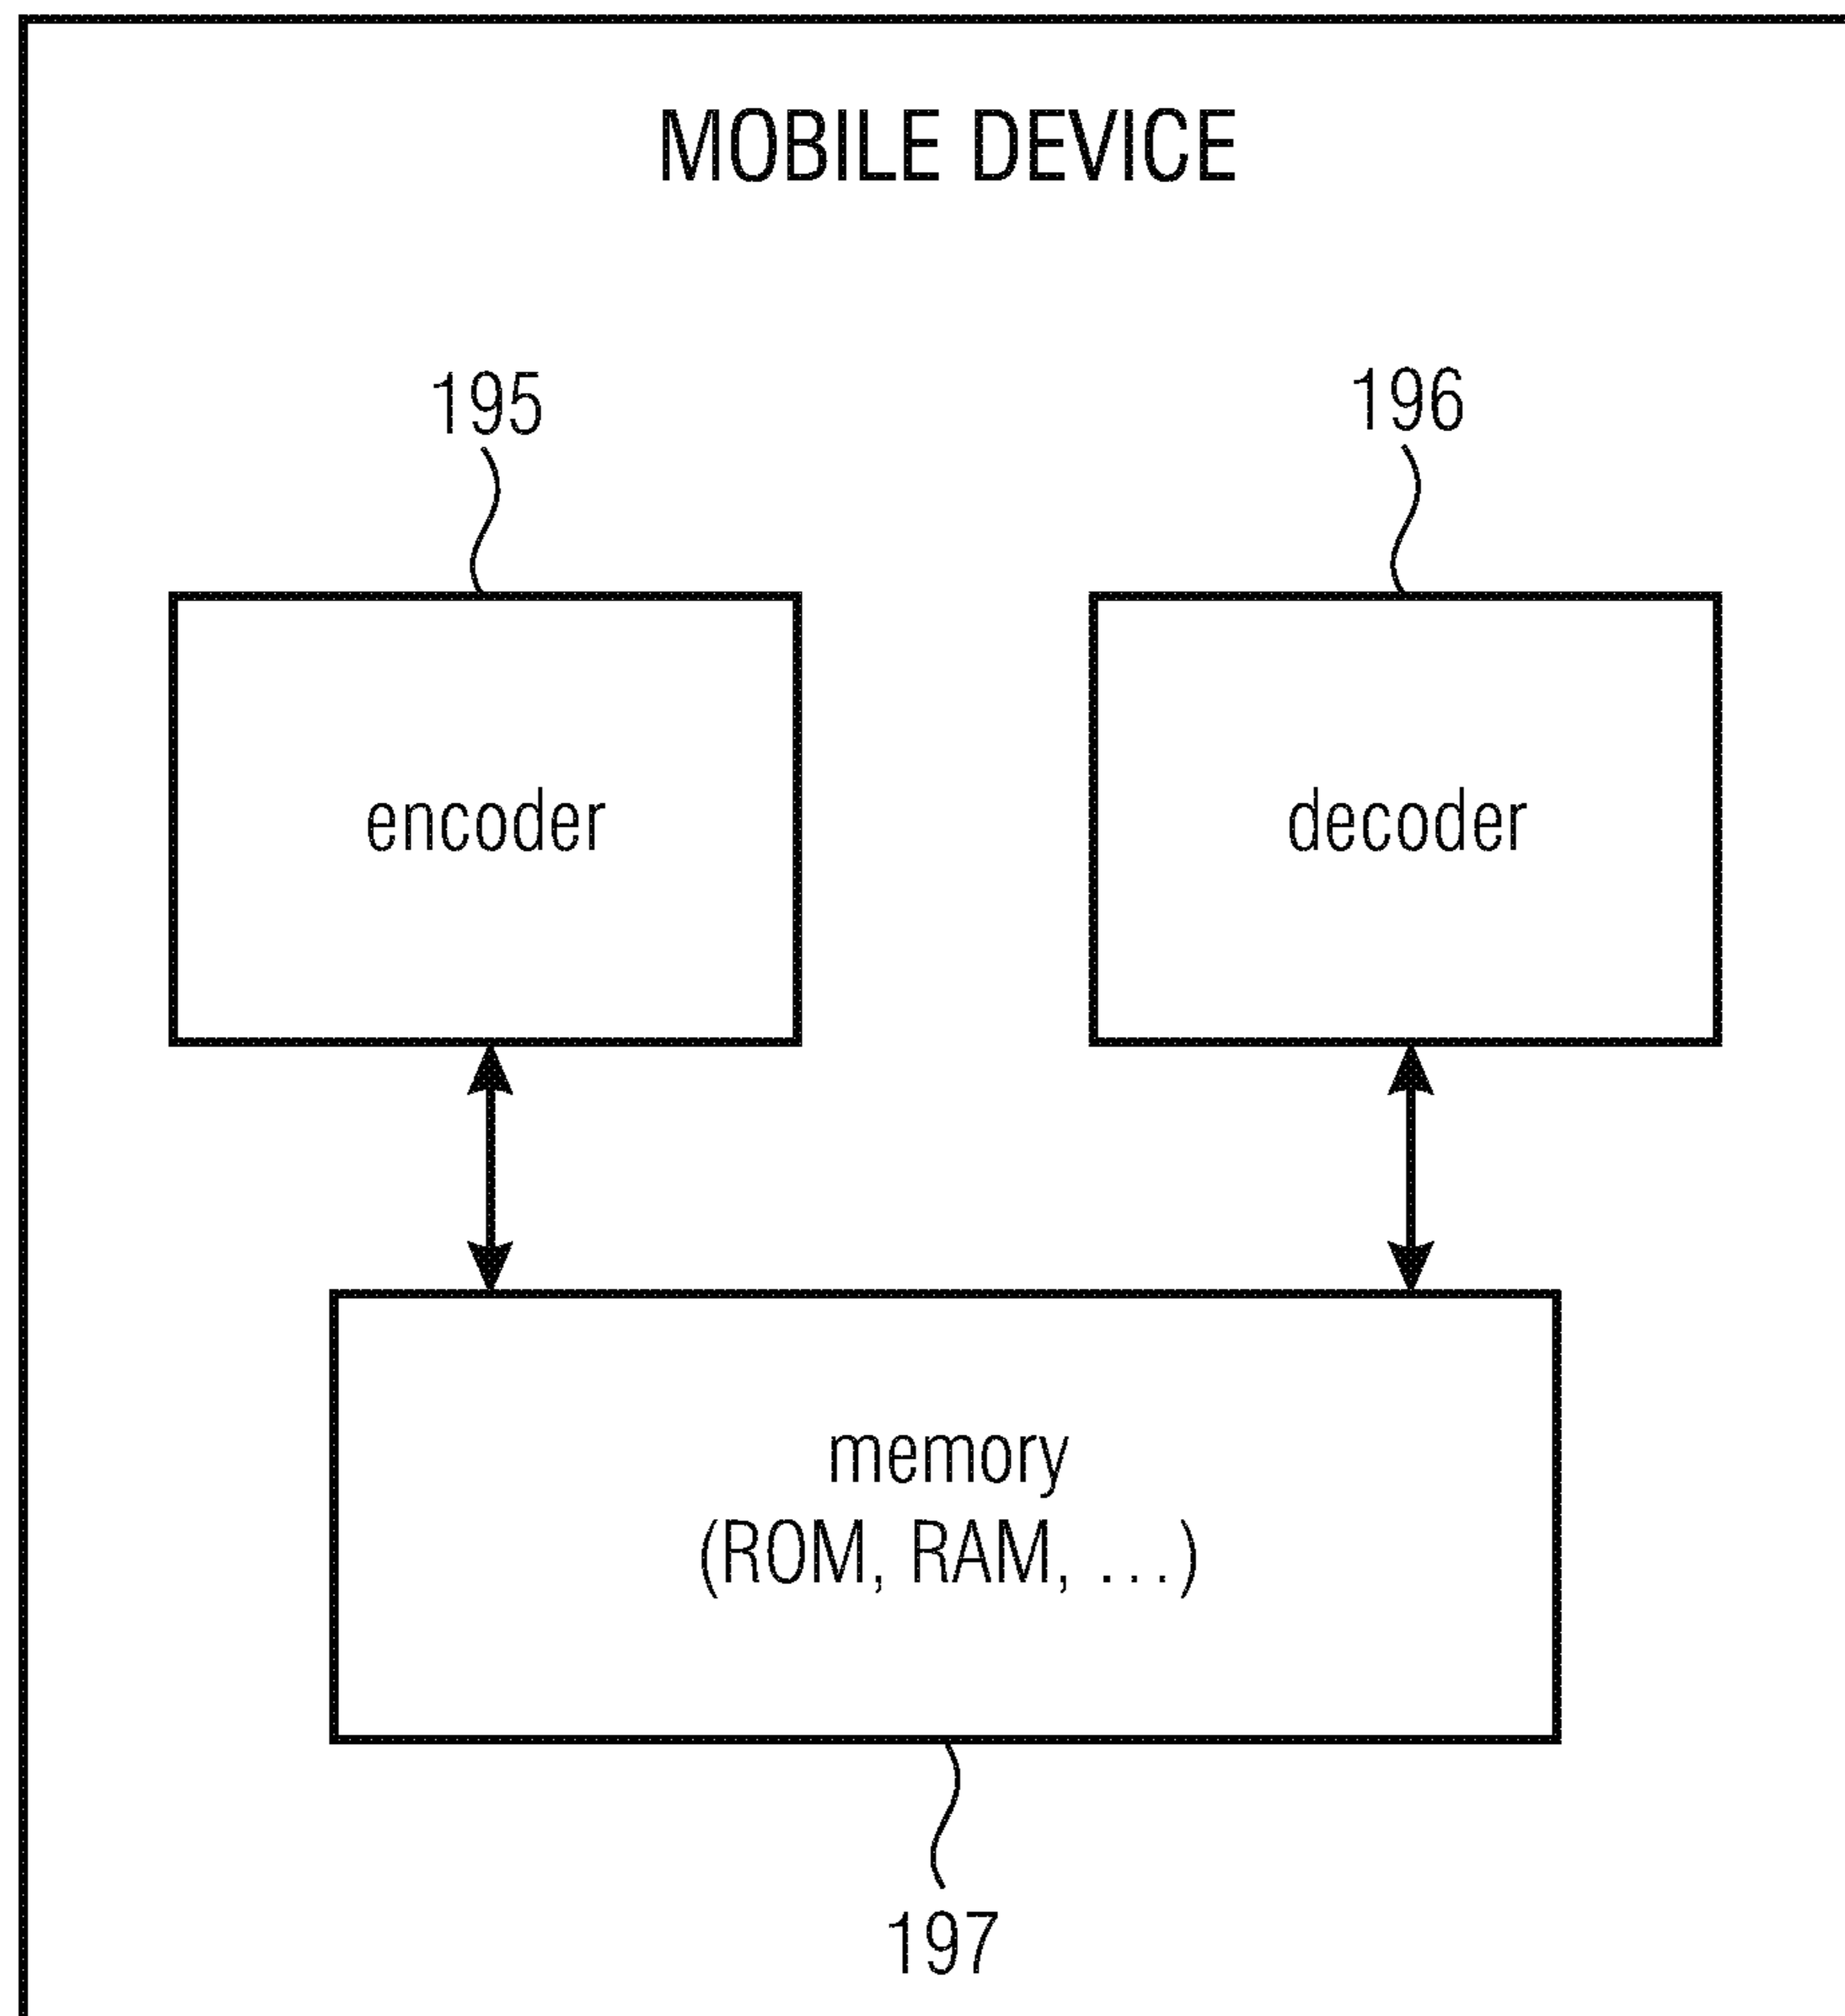 MOBILE DEVICE
195
196
encoder
decoder
memory
(ROM, RAM, ...)
197